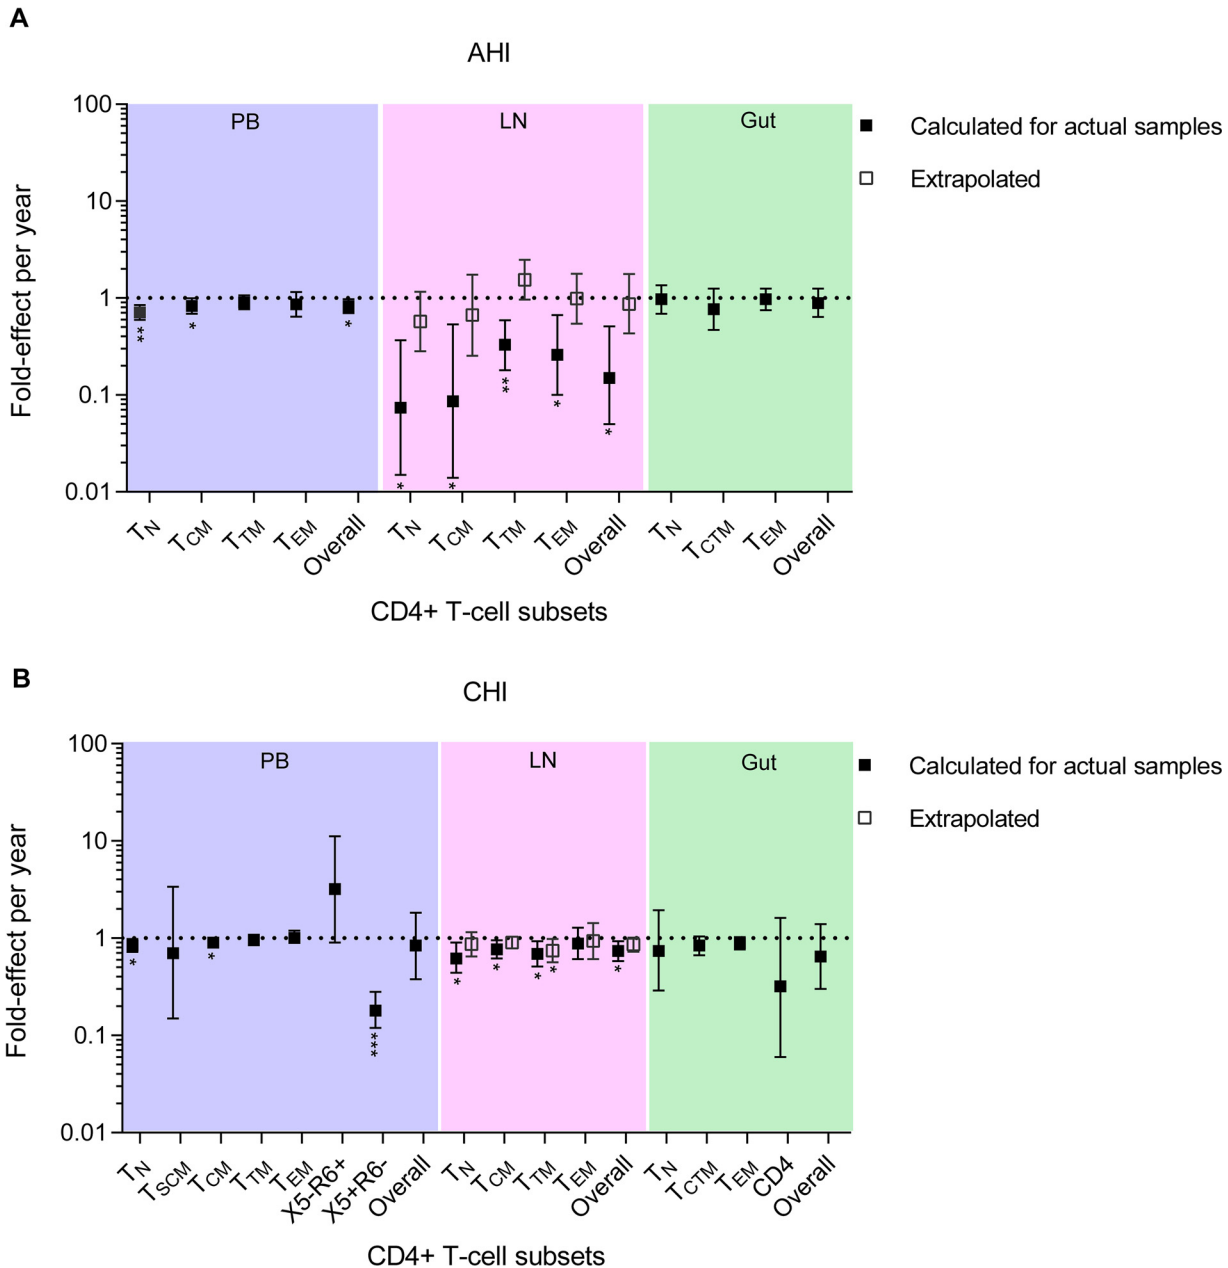 A
AHI
PB LN Gut
Calculated for actual samples
Extrapolated
Fold-effect per year
100
10
1
0.1
0.01
** * * * * ** * *
TN TCM TTM TEM Overall TN TCM TTM TEM Overall TN TCTM TEM Overall
CD4+ T-cell subsets
B
CHI
PB LN Gut
Calculated for actual samples
Extrapolated
Fold-effect per year
100
10
1
0.1
0.01
* * *** * * * * *
TN TSCM TCM TTM TEM X5-R6+ X5+R6- Overall TN TCM TTM TEM Overall TN TCTM TEM CD4 Overall
CD4+ T-cell subsets